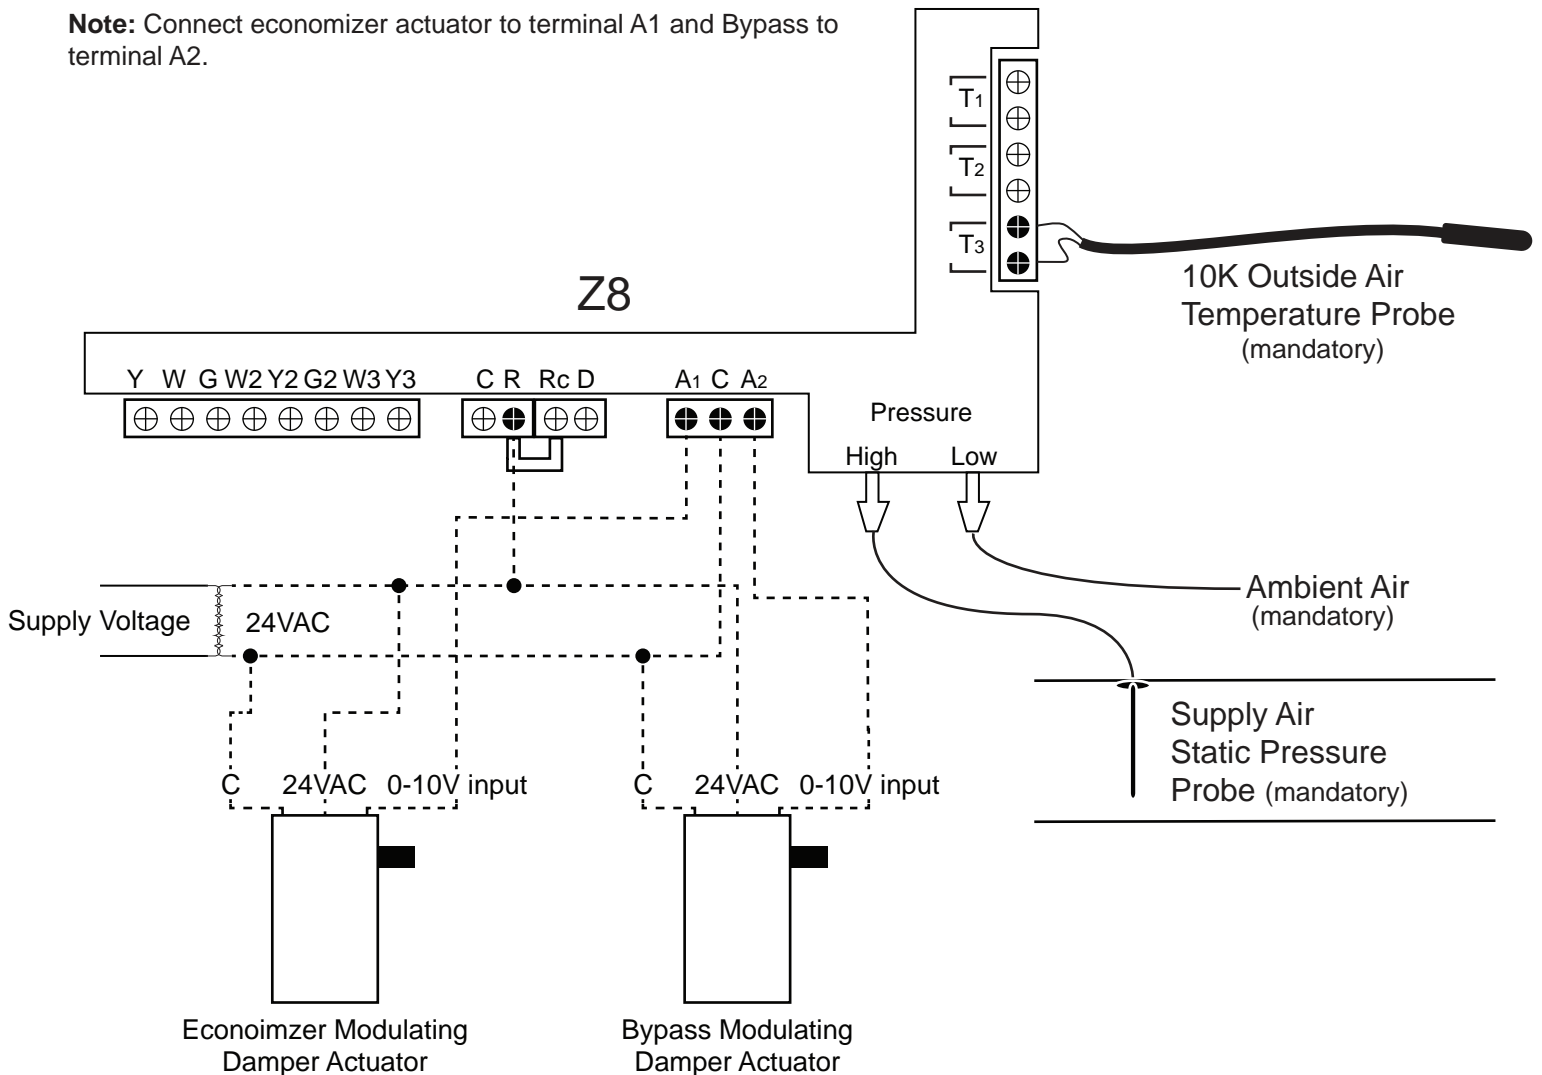 Note: Connect economizer actuator to terminal A1 and Bypass to
terminal A2.
T1
T2
T3
10K Outside Air
Temperature Probe
(mandatory)
Z8
Y W G W2 Y2 G2 W3 Y3
C R Rc D
A1 C A2
Pressure
High Low
Supply Voltage
24VAC
Ambient Air
(mandatory)
Supply Air
Static Pressure
Probe (mandatory)
C 24VAC 0-10V input
C 24VAC 0-10V input
Econoimzer Modulating
Damper Actuator
Bypass Modulating
Damper Actuator